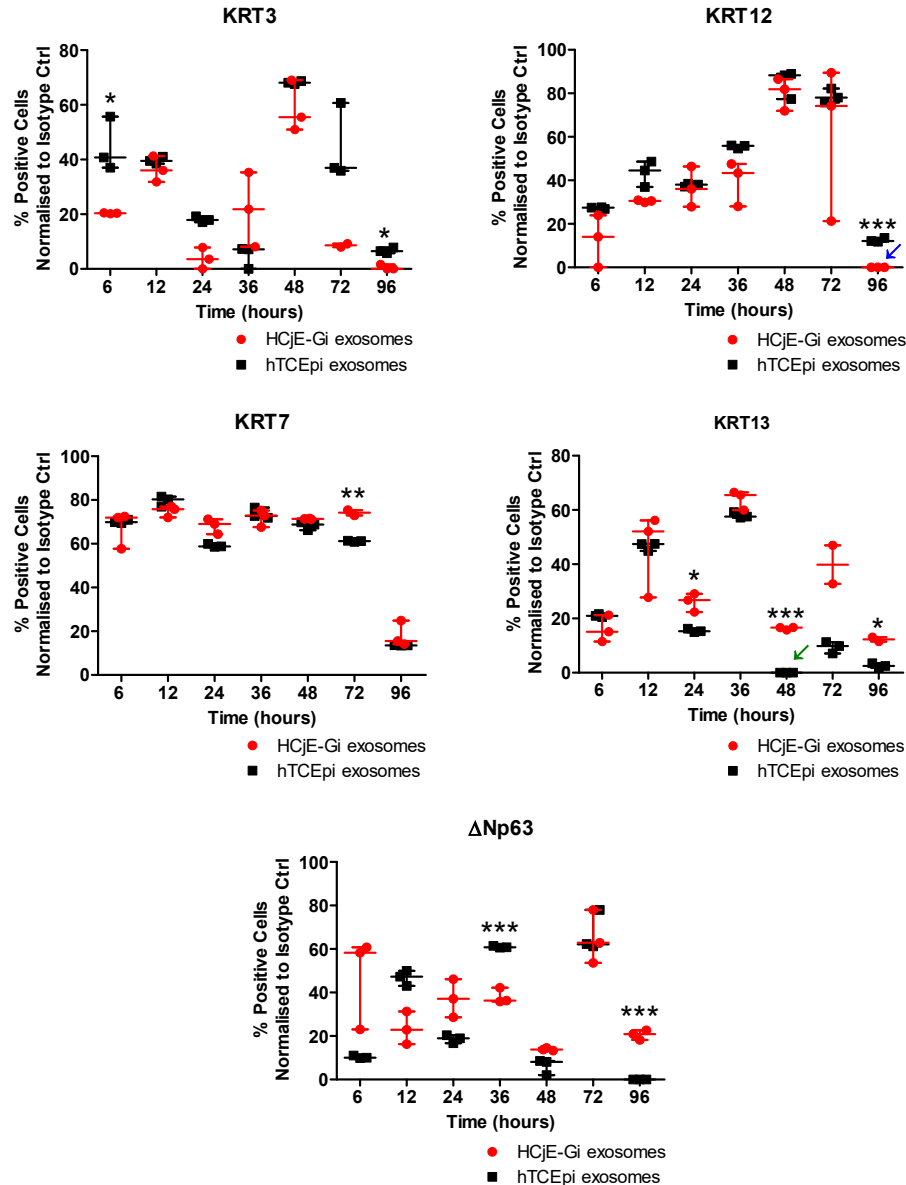 KRT3
% Positive Cells
Normalised to Isotype Ctrl
80
60
40
20
0
*
*
6 12 24 36 48 72 96
Time (hours)
HCjE-Gi exosomes
hTCEpi exosomes
KRT12
% Positive Cells
Normalised to Isotype Ctrl
100
80
60
40
20
0
***
6 12 24 36 48 72 96
Time (hours)
HCjE-Gi exosomes
hTCEpi exosomes
KRT7
% Positive Cells
Normalised to Isotype Ctrl
100
80
60
40
20
0
**
6 12 24 36 48 72 96
Time (hours)
HCjE-Gi exosomes
hTCEpi exosomes
KRT13
% Positive Cells
Normalised to Isotype Ctrl
80
60
40
20
0
*
***
*
6 12 24 36 48 72 96
Time (hours)
HCjE-Gi exosomes
hTCEpi exosomes
ΔNp63
% Positive Cells
Normalised to Isotype Ctrl
100
80
60
40
20
0
***
***
6 12 24 36 48 72 96
Time (hours)
HCjE-Gi exosomes
hTCEpi exosomes